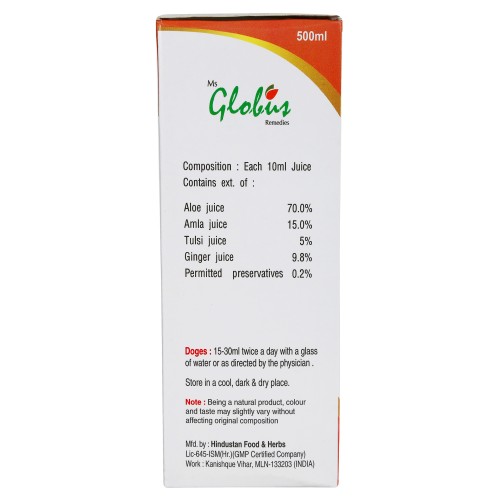 500ml
Ms
Globus
Remedies
Composition : Each 10ml Juice
Contains ext. of :
Aloe juice 70.0%
Amla juice 15.0%
Tulsi juice 5%
Ginger juice 9.8%
Permitted preservatives 0.2%
Doges : 15-30ml twice a day with a glass
of water or as directed by the physician .
Store in a cool, dark & dry place.
Note : Being a natural product, colour
and taste may slightly vary without
affecting original composition
Mfd. by : Hindustan Food & Herbs
Lic-645-ISM(Hr.)(GMP Certified Company)
Work : Kanishque Vihar, MLN-133203 (INDIA)